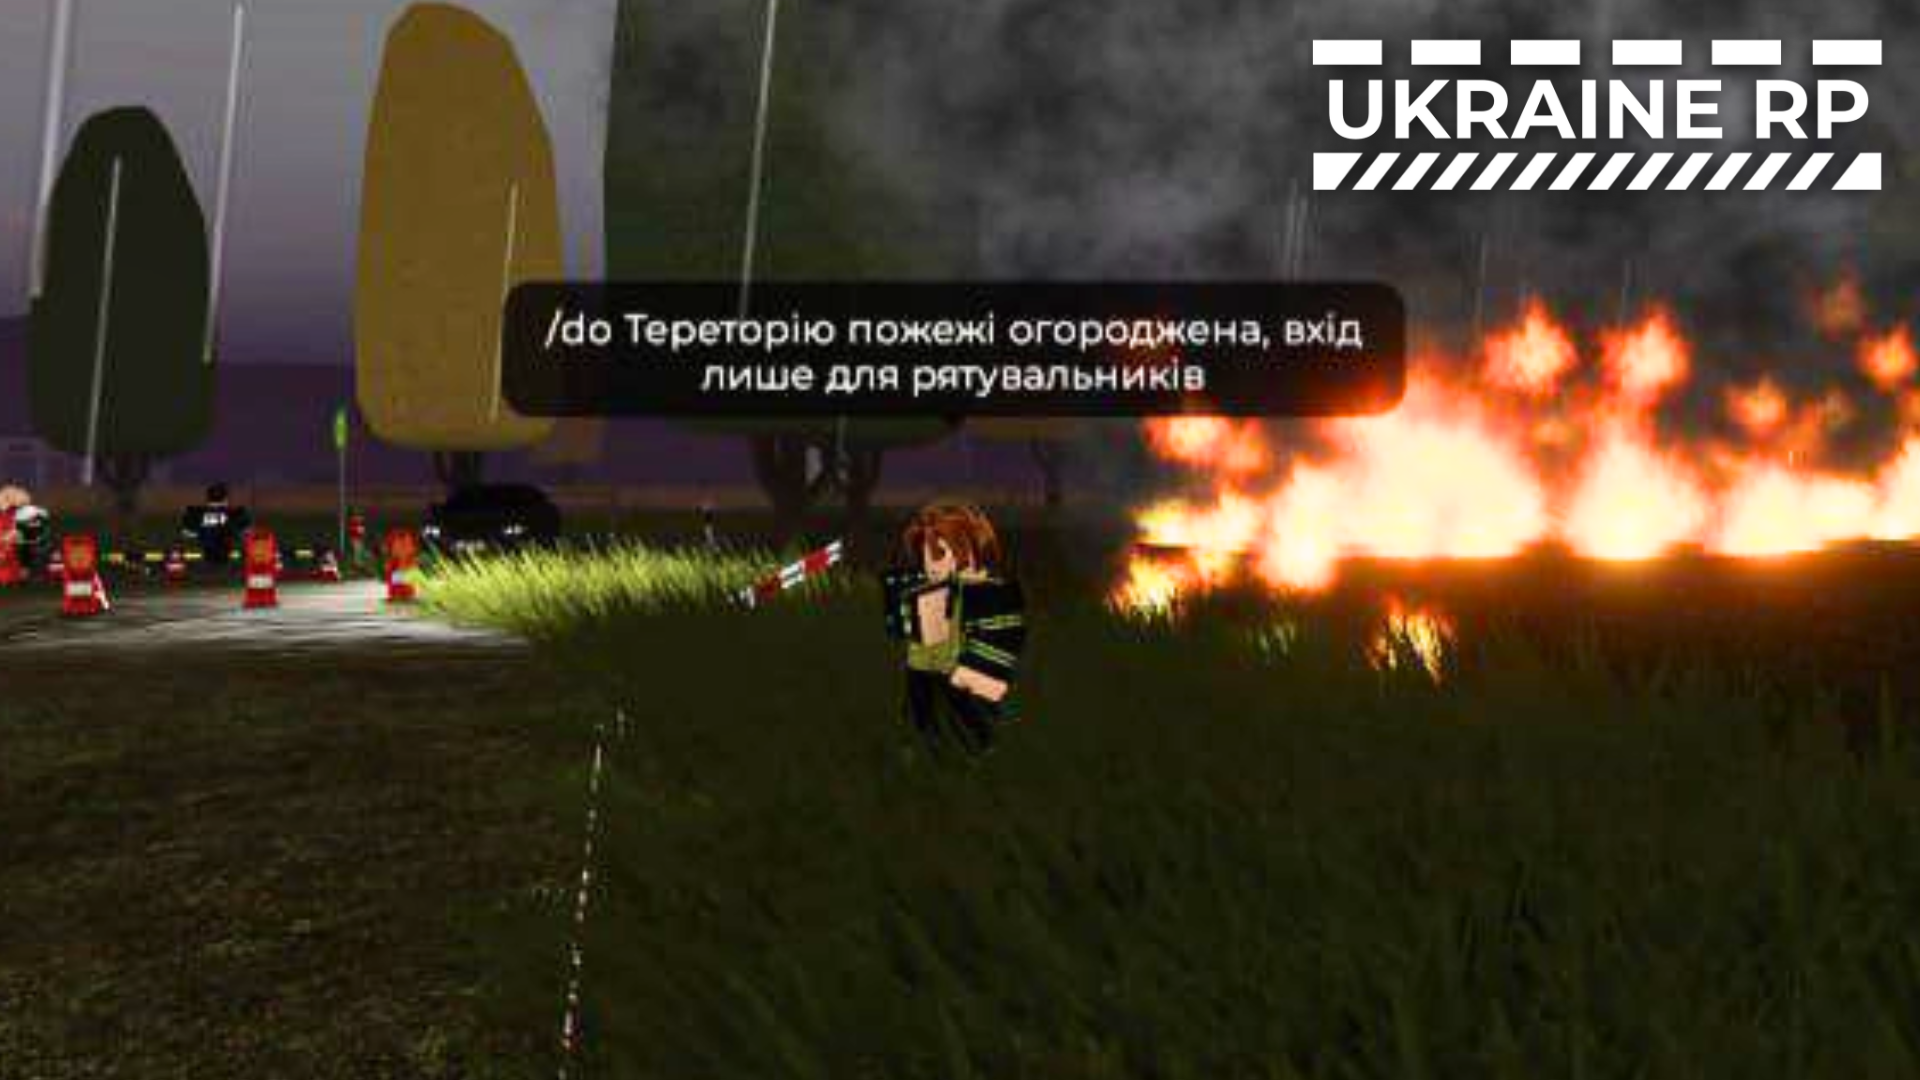 UKRAINE RP
/do Тереторію пожежі огороджена, вхід
лише для рятувальників